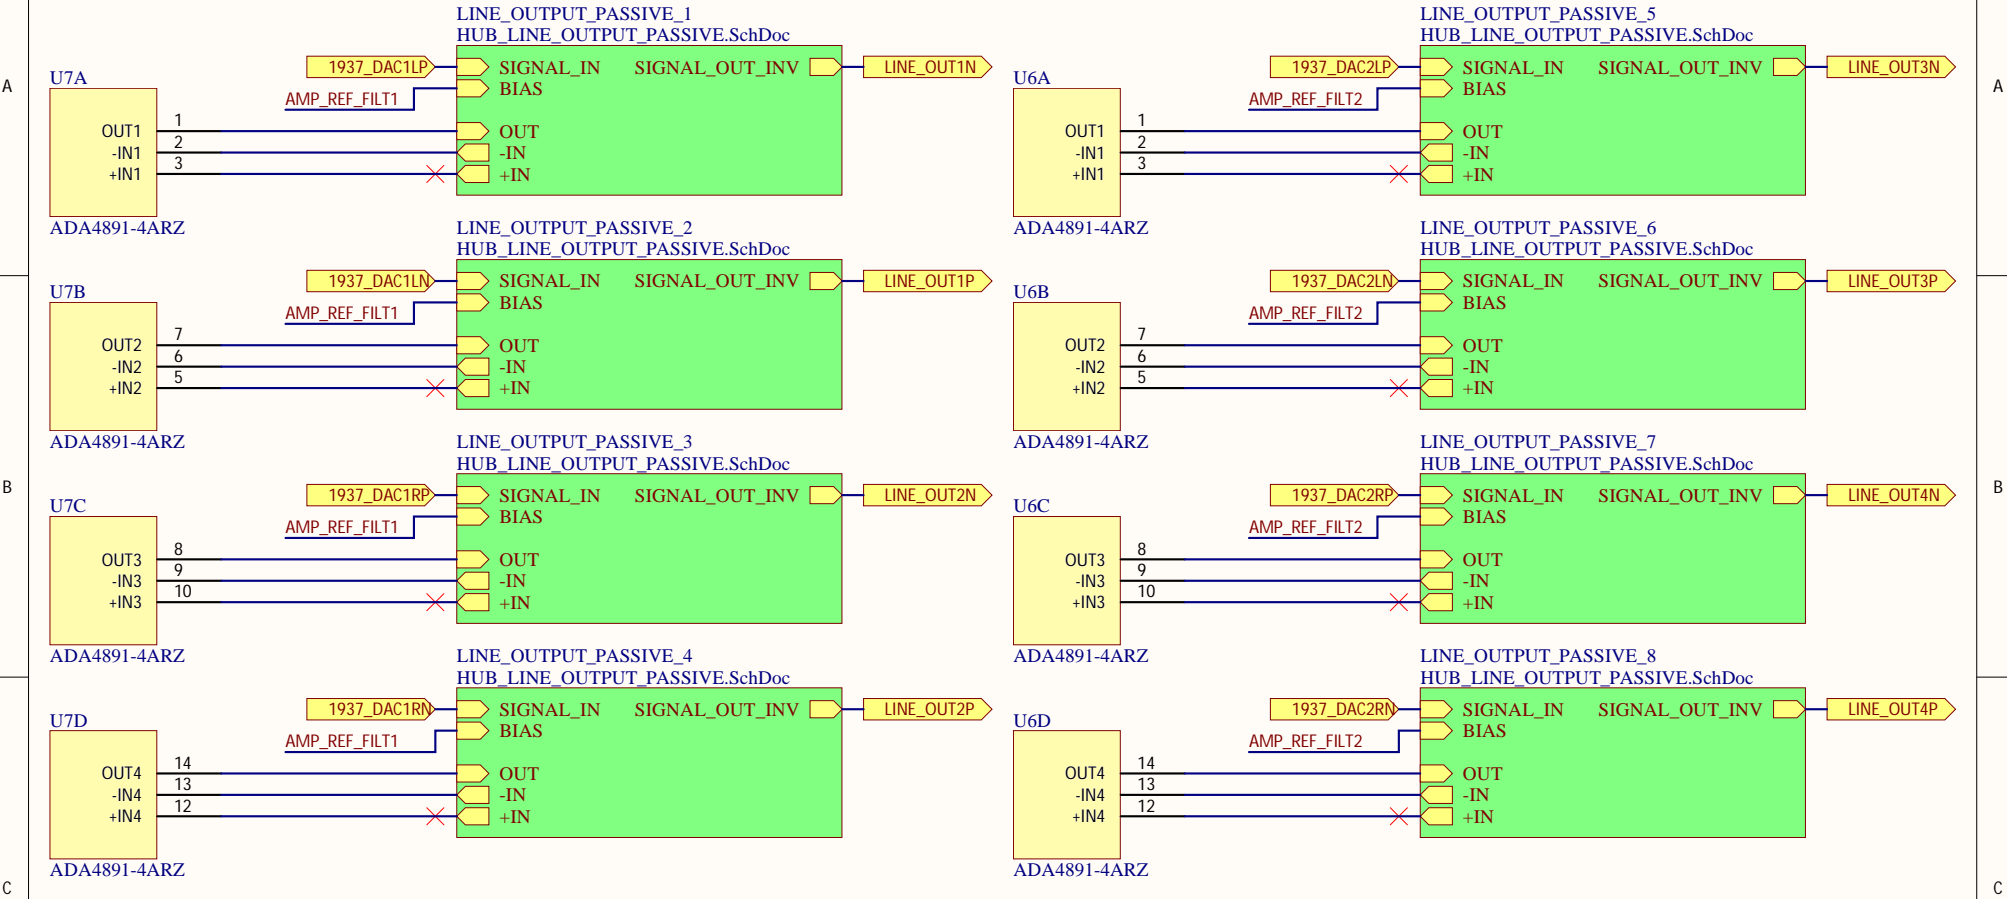 LINE_OUTPUT_PASSIVE_1
HUB_LINE_OUTPUT_PASSIVE.SchDoc
1937_DAC1LP
SIGNAL_IN
SIGNAL_OUT_INV
LINE_OUT1N
U7A
AMP_REF_FILT1
BIAS
OUT1
1
OUT
-IN1
2
-IN
+IN1
3
+IN
ADA4891-4ARZ
LINE_OUTPUT_PASSIVE_5
HUB_LINE_OUTPUT_PASSIVE.SchDoc
1937_DAC2LP
SIGNAL_IN
SIGNAL_OUT_INV
LINE_OUT3N
U6A
AMP_REF_FILT2
BIAS
OUT1
1
OUT
-IN1
2
-IN
+IN1
3
+IN
ADA4891-4ARZ
A
A
LINE_OUTPUT_PASSIVE_2
HUB_LINE_OUTPUT_PASSIVE.SchDoc
1937_DAC1LN
SIGNAL_IN
SIGNAL_OUT_INV
LINE_OUT1P
U7B
AMP_REF_FILT1
BIAS
OUT2
7
OUT
-IN2
6
-IN
+IN2
5
+IN
ADA4891-4ARZ
LINE_OUTPUT_PASSIVE_6
HUB_LINE_OUTPUT_PASSIVE.SchDoc
1937_DAC2LN
SIGNAL_IN
SIGNAL_OUT_INV
LINE_OUT3P
U6B
AMP_REF_FILT2
BIAS
OUT2
7
OUT
-IN2
6
-IN
+IN2
5
+IN
ADA4891-4ARZ
LINE_OUTPUT_PASSIVE_3
HUB_LINE_OUTPUT_PASSIVE.SchDoc
1937_DAC1RP
SIGNAL_IN
SIGNAL_OUT_INV
LINE_OUT2N
U7C
AMP_REF_FILT1
BIAS
OUT3
8
OUT
-IN3
9
-IN
+IN3
10
+IN
ADA4891-4ARZ
LINE_OUTPUT_PASSIVE_7
HUB_LINE_OUTPUT_PASSIVE.SchDoc
1937_DAC2RP
SIGNAL_IN
SIGNAL_OUT_INV
LINE_OUT4N
U6C
AMP_REF_FILT2
BIAS
OUT3
8
OUT
-IN3
9
-IN
+IN3
10
+IN
ADA4891-4ARZ
B
B
LINE_OUTPUT_PASSIVE_4
HUB_LINE_OUTPUT_PASSIVE.SchDoc
1937_DAC1RN
SIGNAL_IN
SIGNAL_OUT_INV
LINE_OUT2P
U7D
AMP_REF_FILT1
BIAS
OUT4
14
OUT
-IN4
13
-IN
+IN4
12
+IN
ADA4891-4ARZ
LINE_OUTPUT_PASSIVE_8
HUB_LINE_OUTPUT_PASSIVE.SchDoc
1937_DAC2RN
SIGNAL_IN
SIGNAL_OUT_INV
LINE_OUT4P
U6D
AMP_REF_FILT2
BIAS
OUT4
14
OUT
-IN4
13
-IN
+IN4
12
+IN
ADA4891-4ARZ
C
C